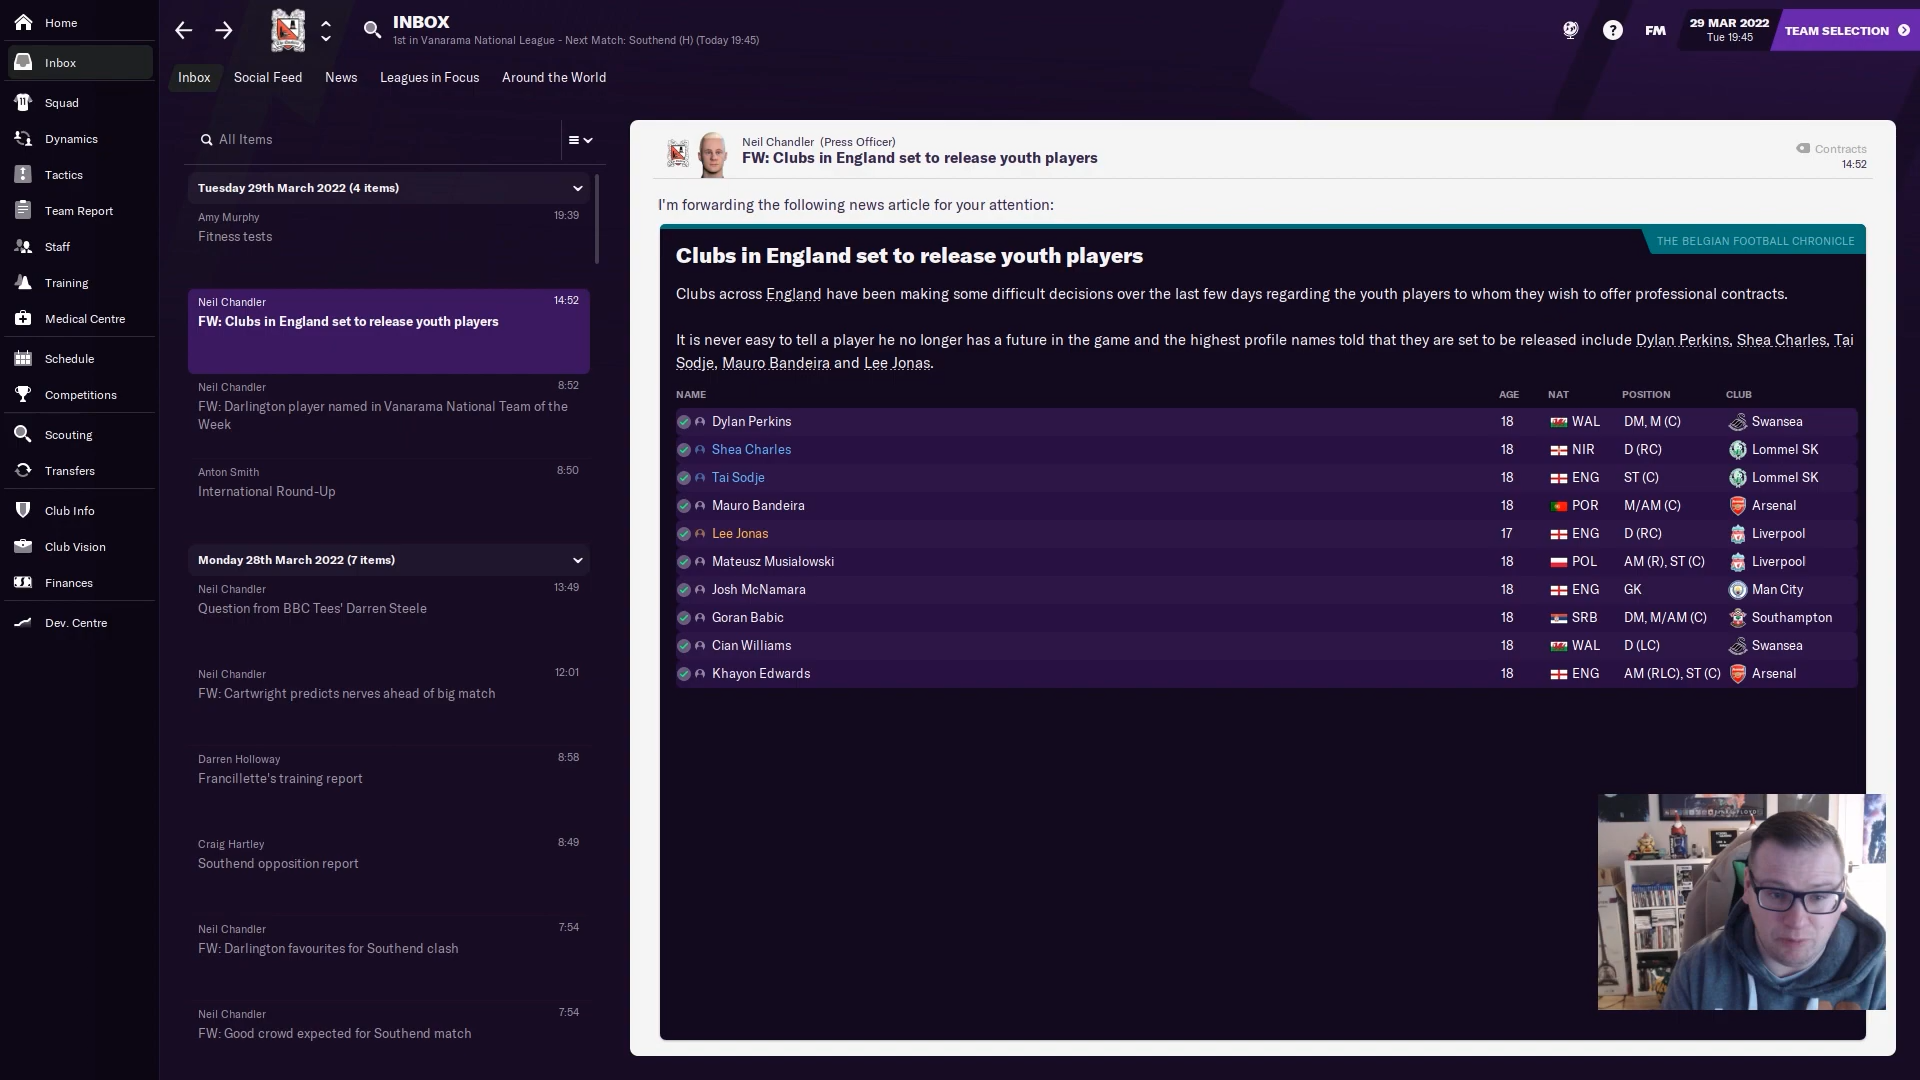 Home
Inbox
Squad
Dynamics
Tactics
Team Report
Staff
Training
Medical Centre
Schedule
Competitions
Scouting
Transfers
Club Info
Club Vision
Finances
Dev. Centre
INBOX
1st in Vanarama National League - Next Match: Southend (H) (Today 19:45)
FM
29 MAR 2022
Tue 19:45
TEAM SELECTION
Inbox Social Feed News Leagues in Focus Around the World
All Items
Tuesday 29th March 2022 (4 items)
Amy Murphy 19:39
Fitness tests
Neil Chandler 14:52
FW: Clubs in England set to release youth players
Neil Chandler 8:52
FW: Darlington player named in Vanarama National Team of the
Week
Anton Smith 8:50
International Round-Up
Monday 28th March 2022 (7 items)
Neil Chandler 13:49
Question from BBC Tees' Darren Steele
Neil Chandler 12:01
FW: Cartwright predicts nerves ahead of big match
Darren Holloway 8:58
Francillette's training report
Craig Hartley 8:49
Southend opposition report
Neil Chandler 7:54
FW: Darlington favourites for Southend clash
Neil Chandler 7:54
FW: Good crowd expected for Southend match
Neil Chandler (Press Officer)
FW: Clubs in England set to release youth players
Contracts
14:52
I'm forwarding the following news article for your attention:
THE BELGIAN FOOTBALL CHRONICLE
Clubs in England set to release youth players
Clubs across England have been making some difficult decisions over the last few days regarding the youth players to whom they wish to offer professional contracts.
It is never easy to tell a player he no longer has a future in the game and the highest profile names told that they are set to be released include Dylan Perkins, Shea Charles, Tai
Sodje, Mauro Bandeira and Lee Jonas.
NAME AGE NAT POSITION CLUB
Dylan Perkins 18 WAL DM, M (C) Swansea
Shea Charles 18 NIR D (RC) Lommel SK
Tai Sodje 18 ENG ST (C) Lommel SK
Mauro Bandeira 18 POR M/AM (C) Arsenal
Lee Jonas 17 ENG D (RC) Liverpool
Mateusz Musiałowski 18 POL AM (R), ST (C) Liverpool
Josh McNamara 18 ENG GK Man City
Goran Babic 18 SRB DM, M/AM (C) Southampton
Cian Williams 18 WAL D (LC) Swansea
Khayon Edwards 18 ENG AM (RLC), ST (C) Arsenal